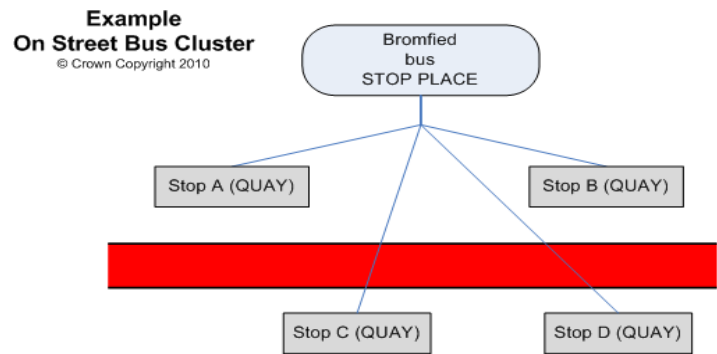 Example
On Street Bus Cluster
© Crown Copyright 2010
Bromfied
bus
STOP PLACE
Stop A (QUAY)
Stop B (QUAY)
Stop C (QUAY)
Stop D (QUAY)